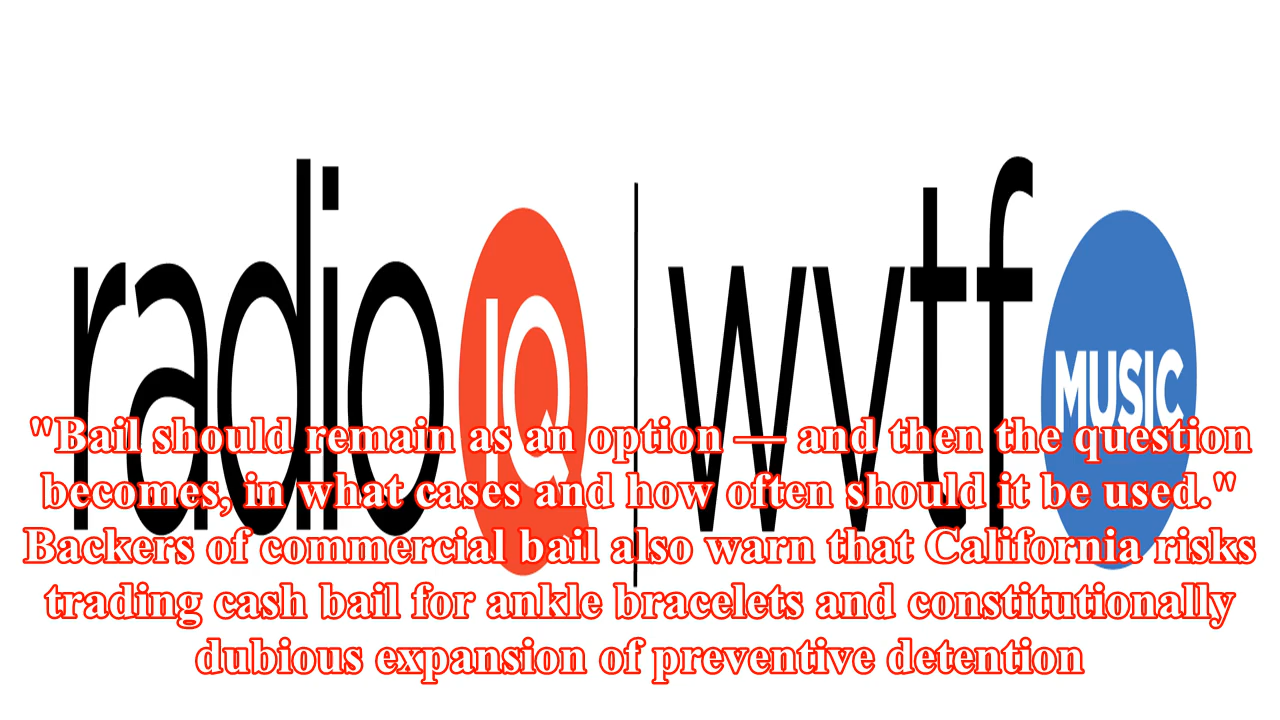 radio IQ wvtf MUSIC
"Bail should remain as an option — and then the question
becomes, in what cases and how often should it be used."
Backers of commercial bail also warn that California risks
trading cash bail for ankle bracelets and constitutionally
dubious expansion of preventive detention